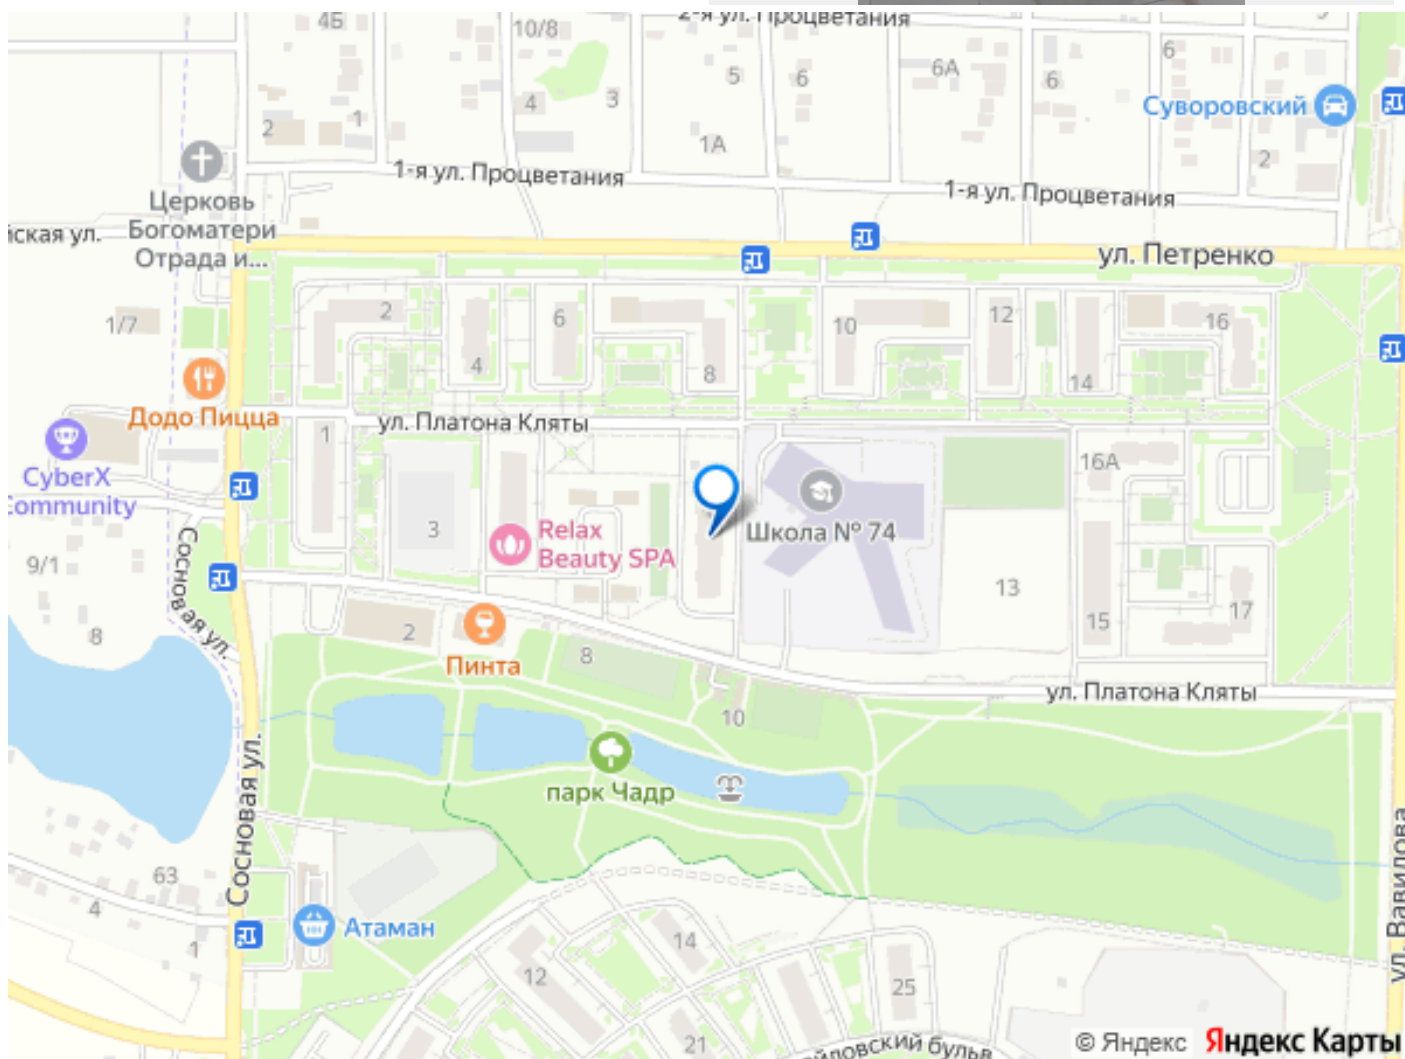 2-я ул. Процветания
4Б
10/8
5
6
6А
6
6
4
3
2
1
1А
2
Суворовский
1-я ул. Процветания
1-я ул. Процветания
Церковь
Богоматери
Отрада и...
ул.
ул. Петренко
1/7
2
4
6
8
10
12
14
16
Додо Пицца
ул. Платона Кляты
1
3
16А
CyberX
Community
Relax
Beauty SPA
Школа № 74
9/1
8
Сосновая ул.
13
15
17
2
Пинта
8
10
ул. Платона Кляты
парк Чадр
Сосновая ул.
ул. Вавилова
63
4
1
Атаман
12
14
25
21
бульв
© Яндекс
Яндекс Карты